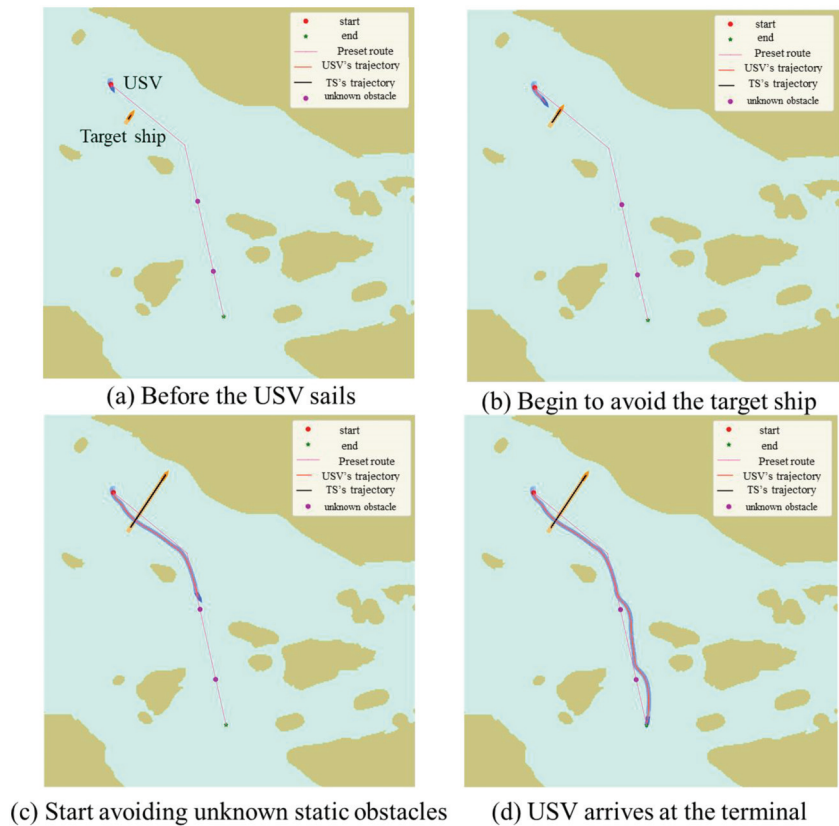 start
end
Preset route
USV's trajectory
TS's trajectory
unknown obstacle
USV
Target ship
(a) Before the USV sails
start
end
Preset route
USV's trajectory
TS's trajectory
unknown obstacle
(b) Begin to avoid the target ship
start
end
Preset route
USV's trajectory
TS's trajectory
unknown obstacle
(c) Start avoiding unknown static obstacles
start
end
Preset route
USV's trajectory
TS's trajectory
unknown obstacle
(d) USV arrives at the terminal